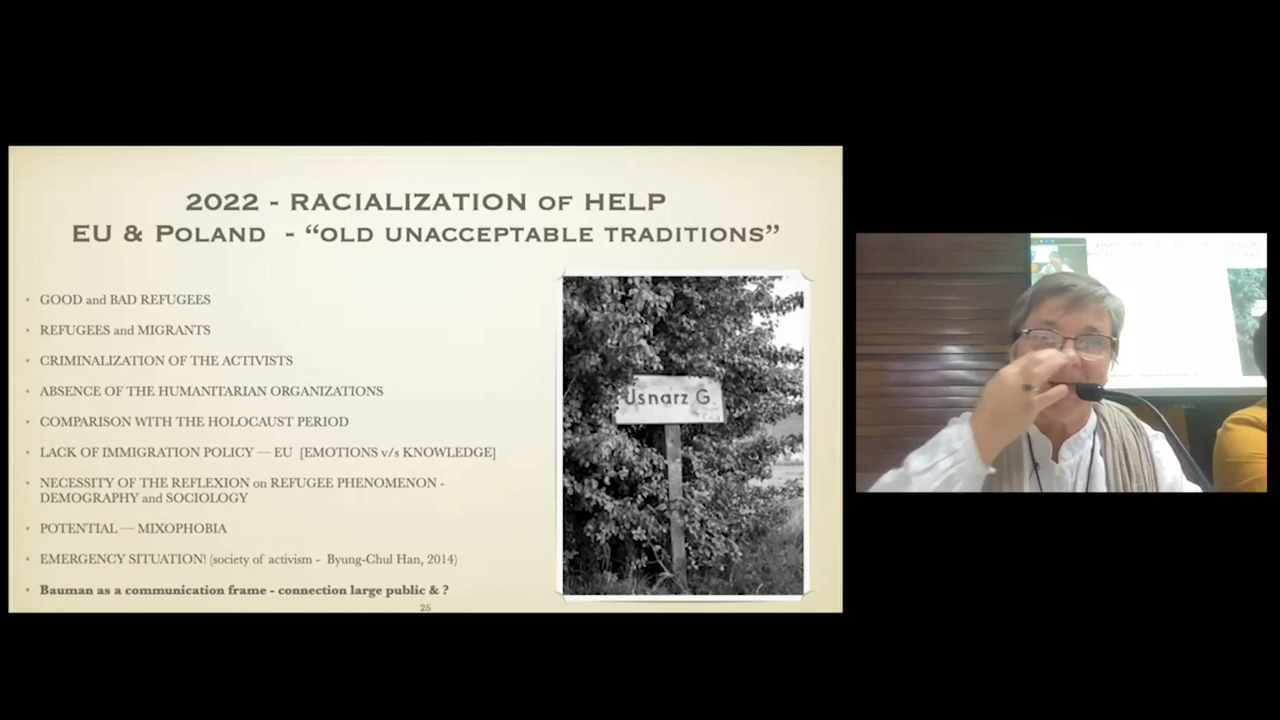 2022 - RACIALIZATION OF HELP
EU & POLAND - “OLD UNACCEPTABLE TRADITIONS”
• GOOD and BAD REFUGEES
• REFUGEES and MIGRANTS
• CRIMINALIZATION OF THE ACTIVISTS
• ABSENCE OF THE HUMANITARIAN ORGANIZATIONS
• COMPARISON WITH THE HOLOCAUST PERIOD
• LACK OF IMMIGRATION POLICY — EU [EMOTIONS v/s KNOWLEDGE]
• NECESSITY OF THE REFLEXION on REFUGEE PHENOMENON -
DEMOGRAPHY and SOCIOLOGY
• POTENTIAL — MIXOPHOBIA
• EMERGENCY SITUATION! (society of activism - Byung-Chul Han, 2014)
• Bauman as a communication frame - connection large public & ?
25
Usnarz G.